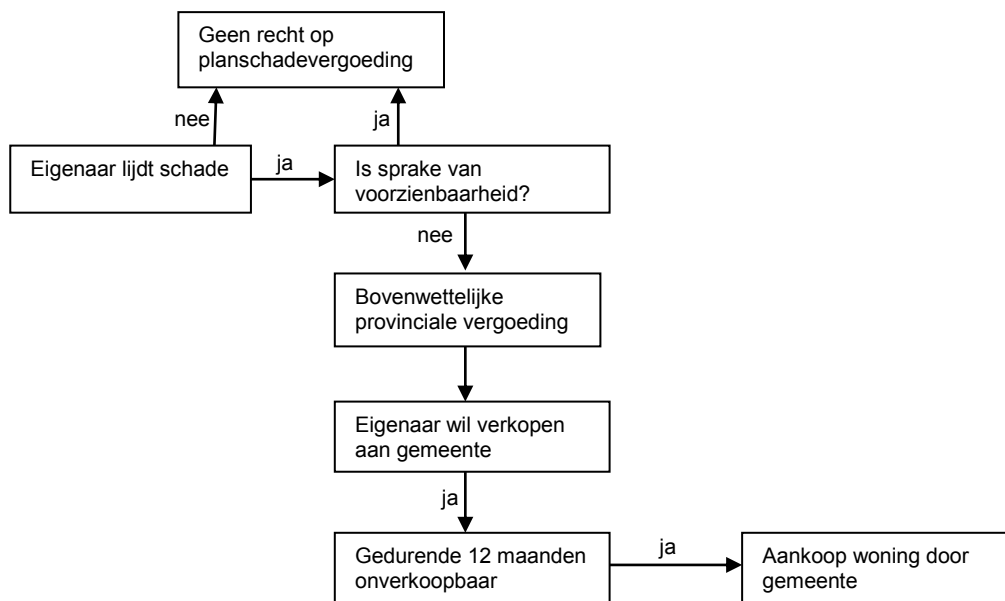 Geen recht op
planschadevergoeding
nee
ja
Eigenaar lijdt schade
ja
Is sprake van
voorzienbaarheid?
nee
Bovenwettelijke
provinciale vergoeding
Eigenaar wil verkopen
aan gemeente
ja
Gedurende 12 maanden
onverkoopbaar
ja
Aankoop woning door
gemeente